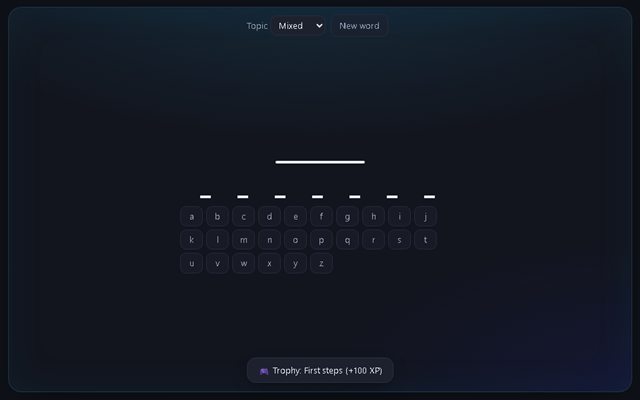 Topic Mixed New word
a b c d e f g h i j
k l m n o p q r s t
u v w x y z
Trophy: First steps (+100 XP)